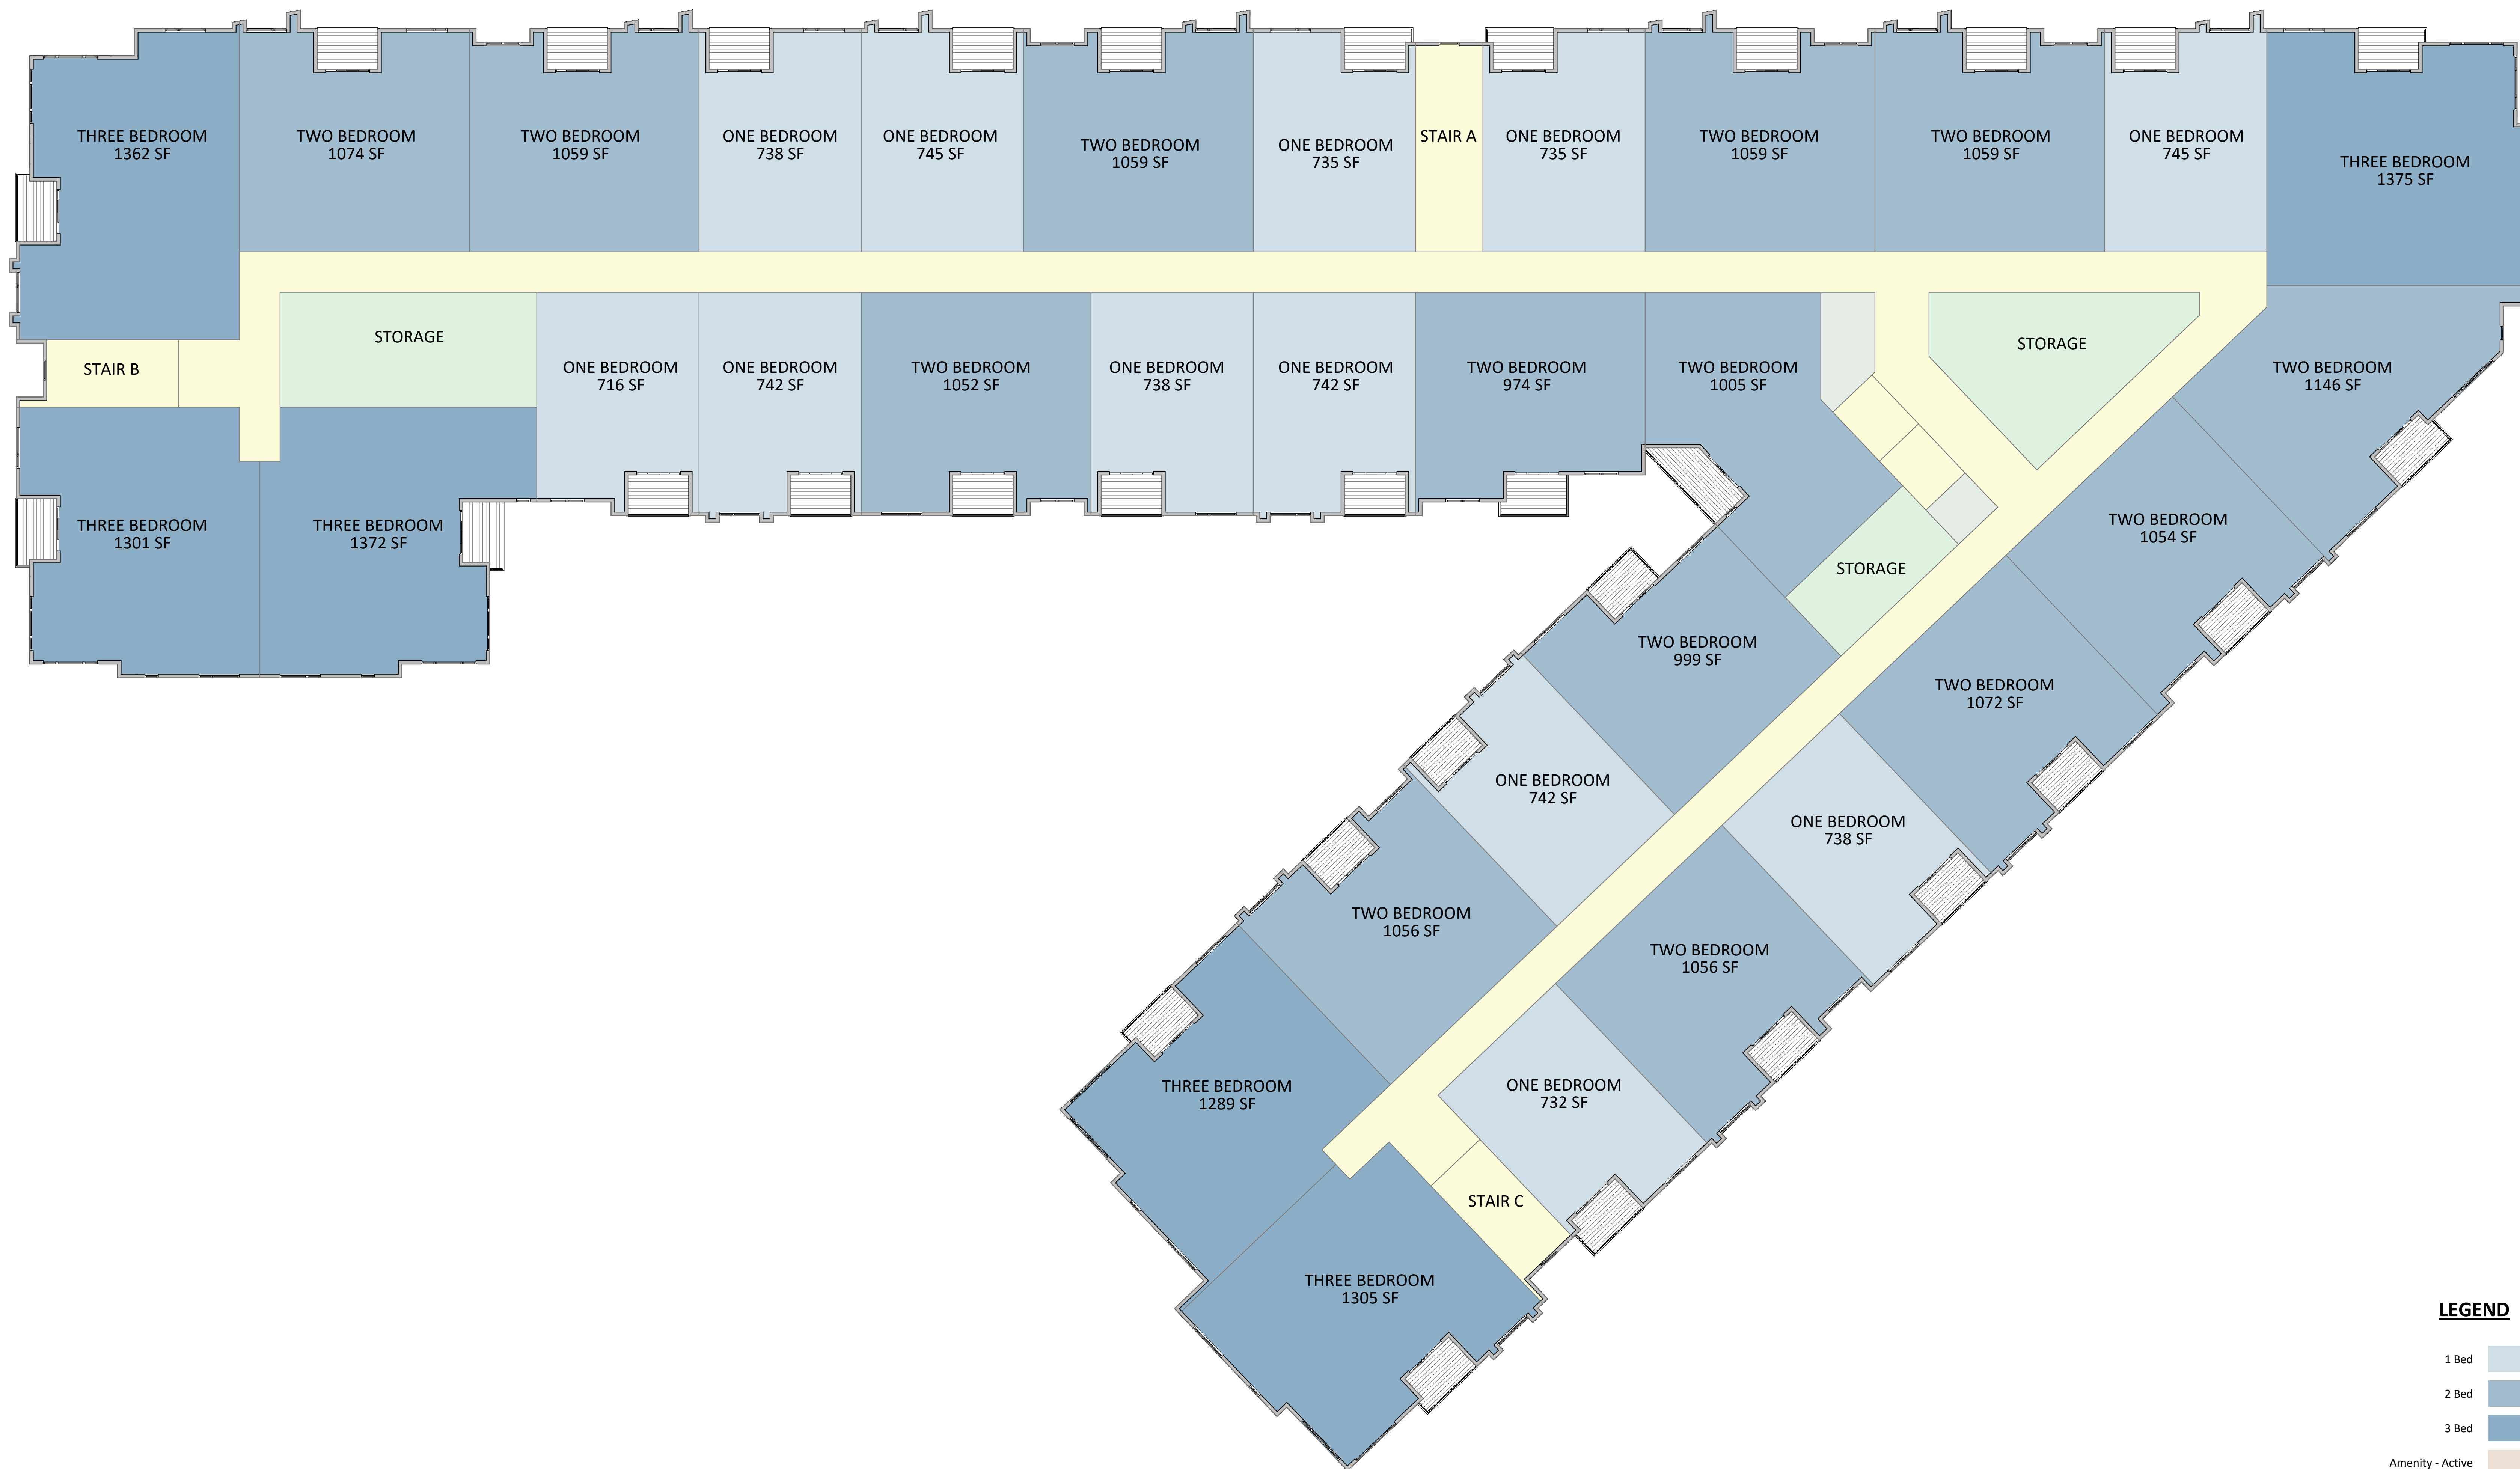 THREE BEDROOM
1362 SF
TWO BEDROOM
1074 SF
TWO BEDROOM
1059 SF
ONE BEDROOM
738 SF
ONE BEDROOM
745 SF
TWO BEDROOM
1059 SF
ONE BEDROOM
735 SF
STAIR A
ONE BEDROOM
735 SF
TWO BEDROOM
1059 SF
TWO BEDROOM
1059 SF
ONE BEDROOM
745 SF
THREE BEDROOM
1375 SF
STORAGE
STORAGE
STAIR B
ONE BEDROOM
716 SF
ONE BEDROOM
742 SF
TWO BEDROOM
1052 SF
ONE BEDROOM
738 SF
ONE BEDROOM
742 SF
TWO BEDROOM
974 SF
TWO BEDROOM
1005 SF
TWO BEDROOM
1146 SF
THREE BEDROOM
1301 SF
THREE BEDROOM
1372 SF
TWO BEDROOM
1054 SF
STORAGE
TWO BEDROOM
999 SF
TWO BEDROOM
1072 SF
ONE BEDROOM
742 SF
ONE BEDROOM
738 SF
TWO BEDROOM
1056 SF
TWO BEDROOM
1056 SF
THREE BEDROOM
1289 SF
ONE BEDROOM
732 SF
STAIR C
THREE BEDROOM
1305 SF
LEGEND
1 Bed
2 Bed
3 Bed
Amenity - Active